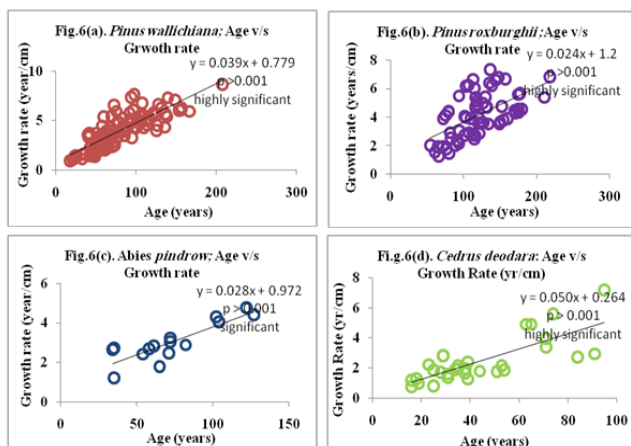 Fig.6(a). Pinus wallichiana; Age v/s
Grwoth rate
y = 0.039x + 0.779
p >0.001
highly significant
Growth rate (year/cm)
10
5
0
0 100 200 300
Age (years)
Fig.6(b). Pinus roxburghii ;Age v/s
Growth rate
y = 0.024x + 1.2
p >0.001
highly significant
Growth rate (years/cm)
8
6
4
2
0
0 100 200 300
Age (years)
Fig.6(c). Abies pindrow; Age v/s
Growth rate
y = 0.028x + 0.972
p > 0.001
significant
Growth rate (year/cm)
6
4
2
0
0 50 100 150
Age (years)
Fig.6(d). Cedrus deodara: Age v/s
Growth Rate (yr/cm)
y = 0.050x + 0.264
p > 0.001
highly significant
Growth Rate (yr/cm)
8
6
4
2
0
0 20 40 60 80 100
Age (years)